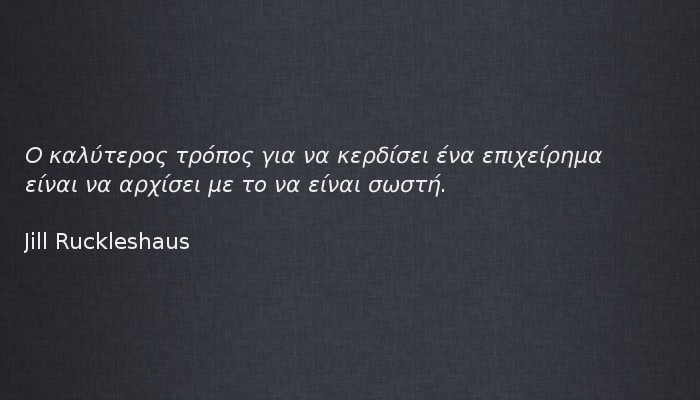 Ο καλύτερος τρόπος για να κερδίσει ένα επιχείρημα
είναι να αρχίσει με το να είναι σωστή.
Jill Ruckleshaus